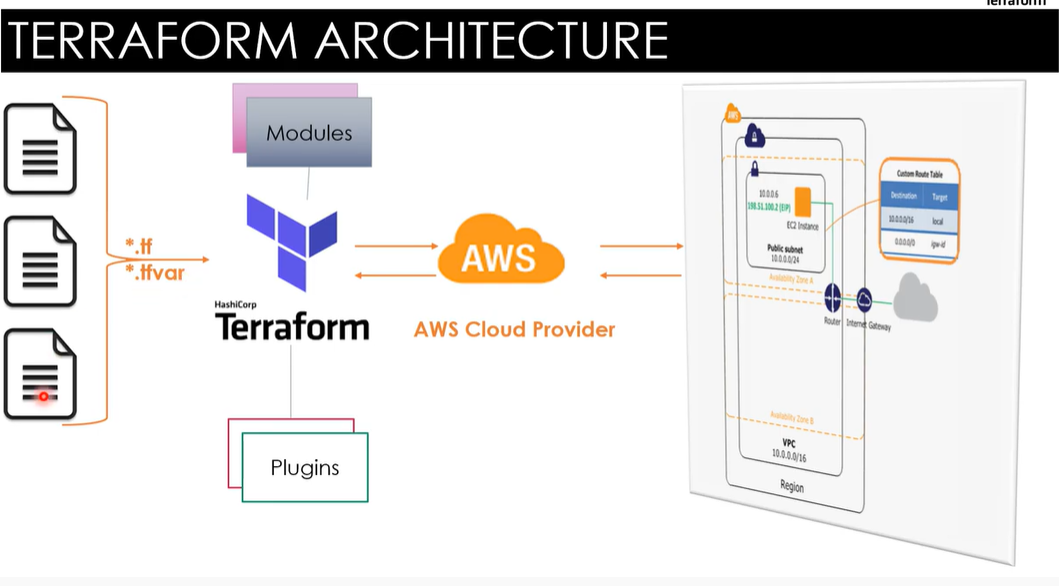 Terraform
TERRAFORM ARCHITECTURE
Modules
*.tf
*.tfvar
HashiCorp
Terraform
AWS
AWS Cloud Provider
Plugins
AWS
10.0.0.6
198.51.100.2 (EIP)
EC2 Instance
Public subnet
10.0.0.0/24
Availability Zone A
Custom Route Table
Destination Target
10.0.0.0/16 local
0.0.0.0/0 igw-id
Router
Internet Gateway
Availability Zone B
VPC
10.0.0.0/16
Region